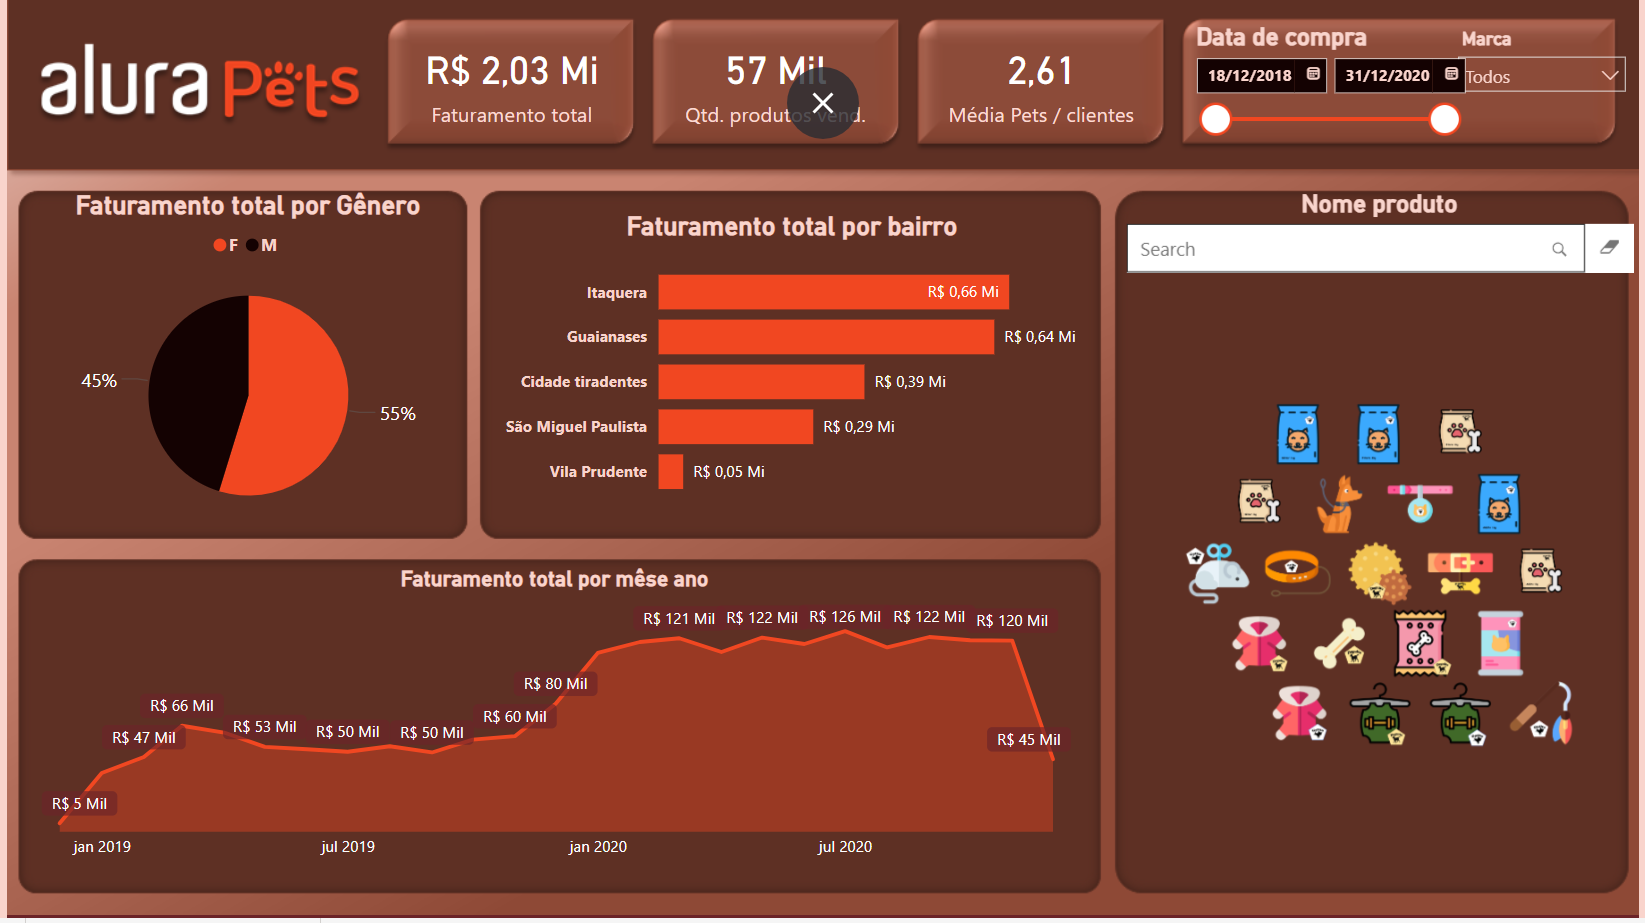 alura Pets
R$ 2,03 Mi
Faturamento total
57 Mil
Qtd. produtos vend.
2,61
Média Pets / clientes
Data de compra
18/12/2018
31/12/2020
Marca
Todos
Faturamento total por Gênero
F M
45%
55%
Faturamento total por bairro
Itaquera R$ 0,66 Mi
Guaianases R$ 0,64 Mi
Cidade tiradentes R$ 0,39 Mi
São Miguel Paulista R$ 0,29 Mi
Vila Prudente R$ 0,05 Mi
Nome produto
Search
Faturamento total por mêse ano
R$ 5 Mil
R$ 47 Mil
R$ 66 Mil
R$ 53 Mil
R$ 50 Mil
R$ 50 Mil
R$ 60 Mil
R$ 80 Mil
R$ 121 Mil
R$ 122 Mil
R$ 126 Mil
R$ 122 Mil
R$ 120 Mil
R$ 45 Mil
jan 2019 jul 2019 jan 2020 jul 2020